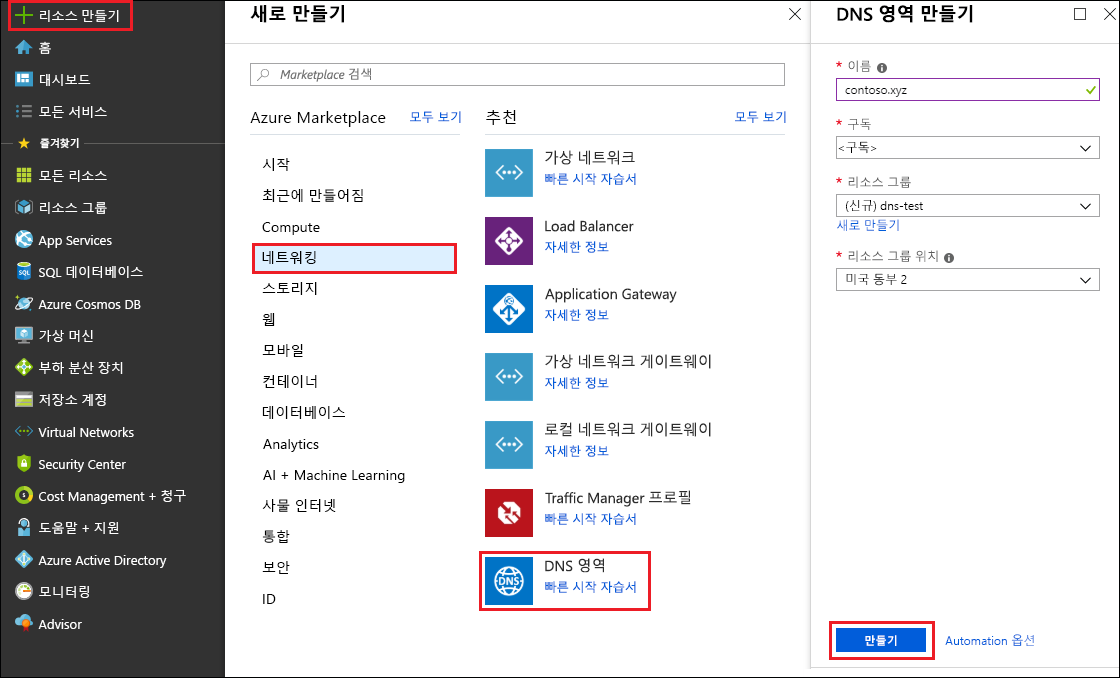 리소스 만들기
홈
대시보드
모든 서비스
즐겨찾기
모든 리소스
리소스 그룹
App Services
SQL 데이터베이스
Azure Cosmos DB
가상 머신
부하 분산 장치
저장소 계정
Virtual Networks
Security Center
Cost Management + 청구
도움말 + 지원
Azure Active Directory
모니터링
Advisor
새로 만들기
Marketplace 검색
Azure Marketplace 모두 보기
시작
최근에 만들어짐
Compute
네트워킹
스토리지
웹
모바일
컨테이너
데이터베이스
Analytics
AI + Machine Learning
사물 인터넷
통합
보안
ID
추천 모두 보기
가상 네트워크
빠른 시작 자습서
Load Balancer
자세한 정보
Application Gateway
자세한 정보
가상 네트워크 게이트웨이
자세한 정보
로컬 네트워크 게이트웨이
자세한 정보
Traffic Manager 프로필
빠른 시작 자습서
DNS
DNS 영역
빠른 시작 자습서
DNS 영역 만들기
* 이름
contoso.xyz
* 구독
<구독>
* 리소스 그룹
(신규) dns-test
새로 만들기
* 리소스 그룹 위치
미국 동부 2
만들기 Automation 옵션